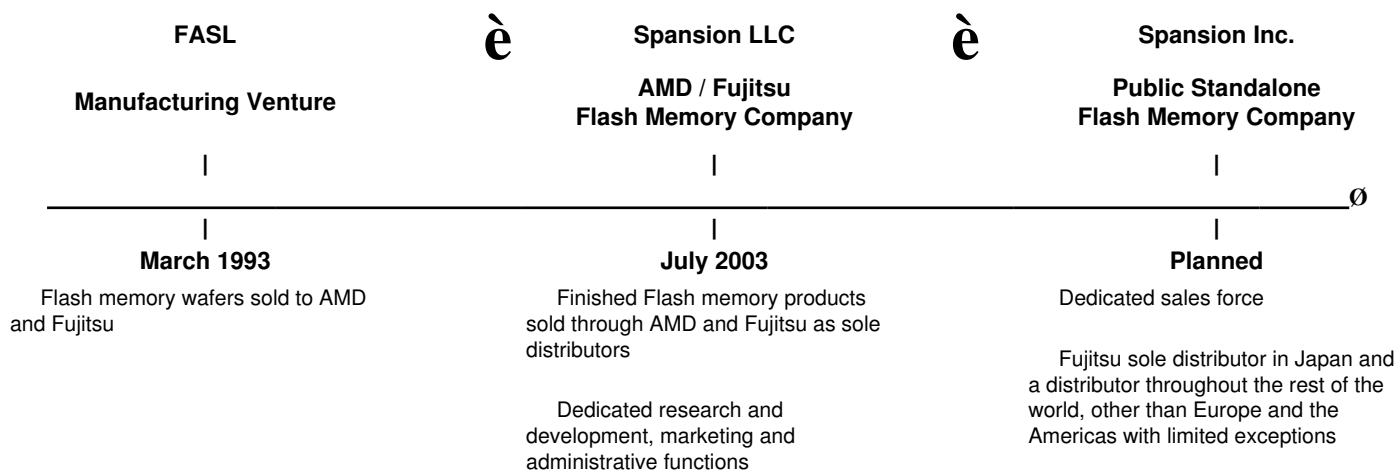 FASL è Spansion LLC è Spansion Inc.
Manufacturing Venture
AMD / Fujitsu
Flash Memory Company
Public Standalone
Flash Memory Company
| | |
ø
| | |
March 1993 July 2003 Planned
Flash memory wafers sold to AMD
and Fujitsu
Finished Flash memory products
sold through AMD and Fujitsu as sole
distributors
Dedicated research and
development, marketing and
administrative functions
Dedicated sales force
Fujitsu sole distributor in Japan and
a distributor throughout the rest of the
world, other than Europe and the
Americas with limited exceptions